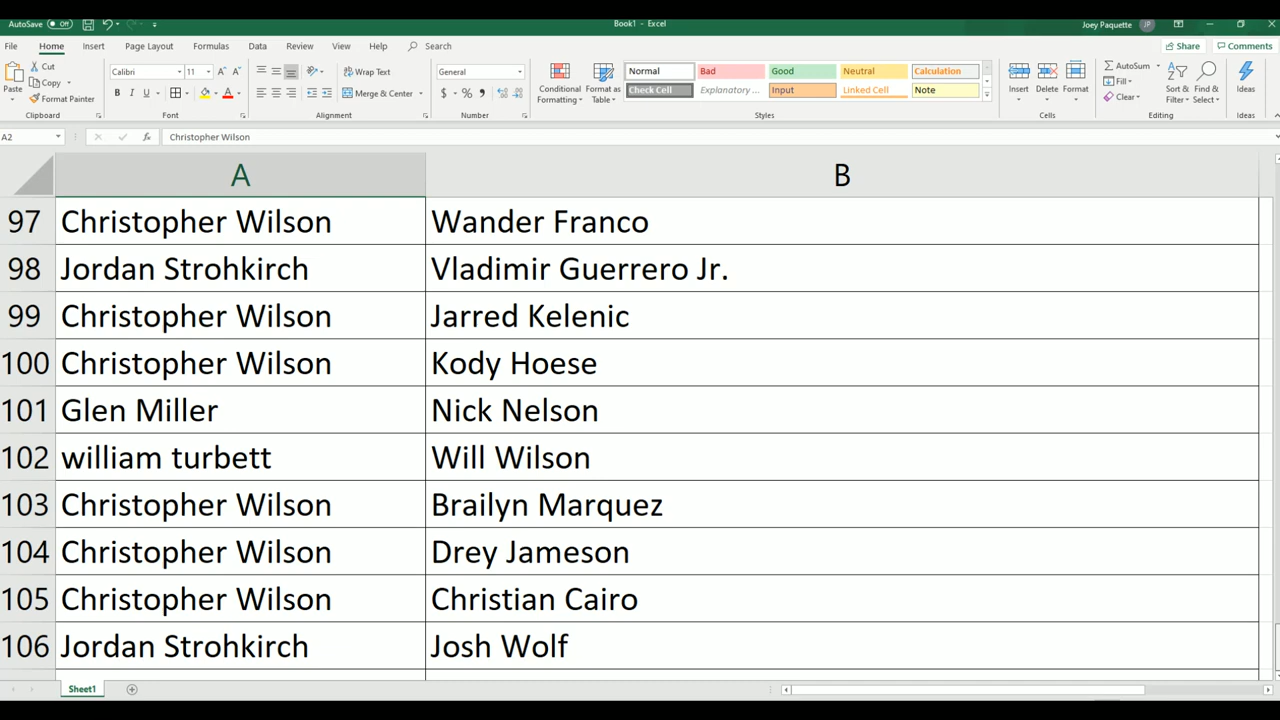 AutoSave Off
Book1 - Excel
Joey Paquette JP
File Home Insert Page Layout Formulas Data Review View Help Search
Share Comments
Paste
Cut
Copy
Format Painter
Clipboard
Calibri 11
B I U
Font
Wrap Text
Merge & Center
Alignment
General
$ % ,
Number
Conditional Formatting
Format as Table
Normal Bad Good Neutral Calculation
Check Cell Explanatory ... Input Linked Cell Note
Styles
Insert Delete Format
Cells
AutoSum
Fill
Clear
Sort & Filter
Find & Select
Editing
Ideas
Ideas
A2 fx Christopher Wilson
A B
97 Christopher Wilson Wander Franco
98 Jordan Strohkirch Vladimir Guerrero Jr.
99 Christopher Wilson Jarred Kelenic
100 Christopher Wilson Kody Hoese
101 Glen Miller Nick Nelson
102 william turbett Will Wilson
103 Christopher Wilson Brailyn Marquez
104 Christopher Wilson Drey Jameson
105 Christopher Wilson Christian Cairo
106 Jordan Strohkirch Josh Wolf
Sheet1